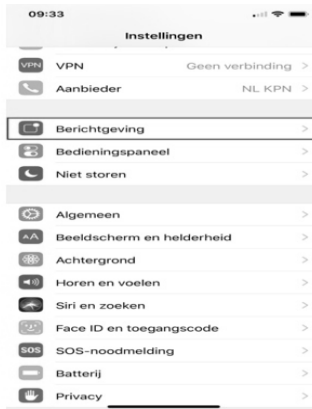 09:33
Instellingen
VPN VPN Geen verbinding
Aanbieder NL KPN
Berichtgeving
Bedieningspaneel
Niet storen
Algemeen
AA Beeldscherm en helderheid
Achtergrond
Horen en voelen
Siri en zoeken
Face ID en toegangscode
SOS SOS-noodmelding
Batterij
Privacy